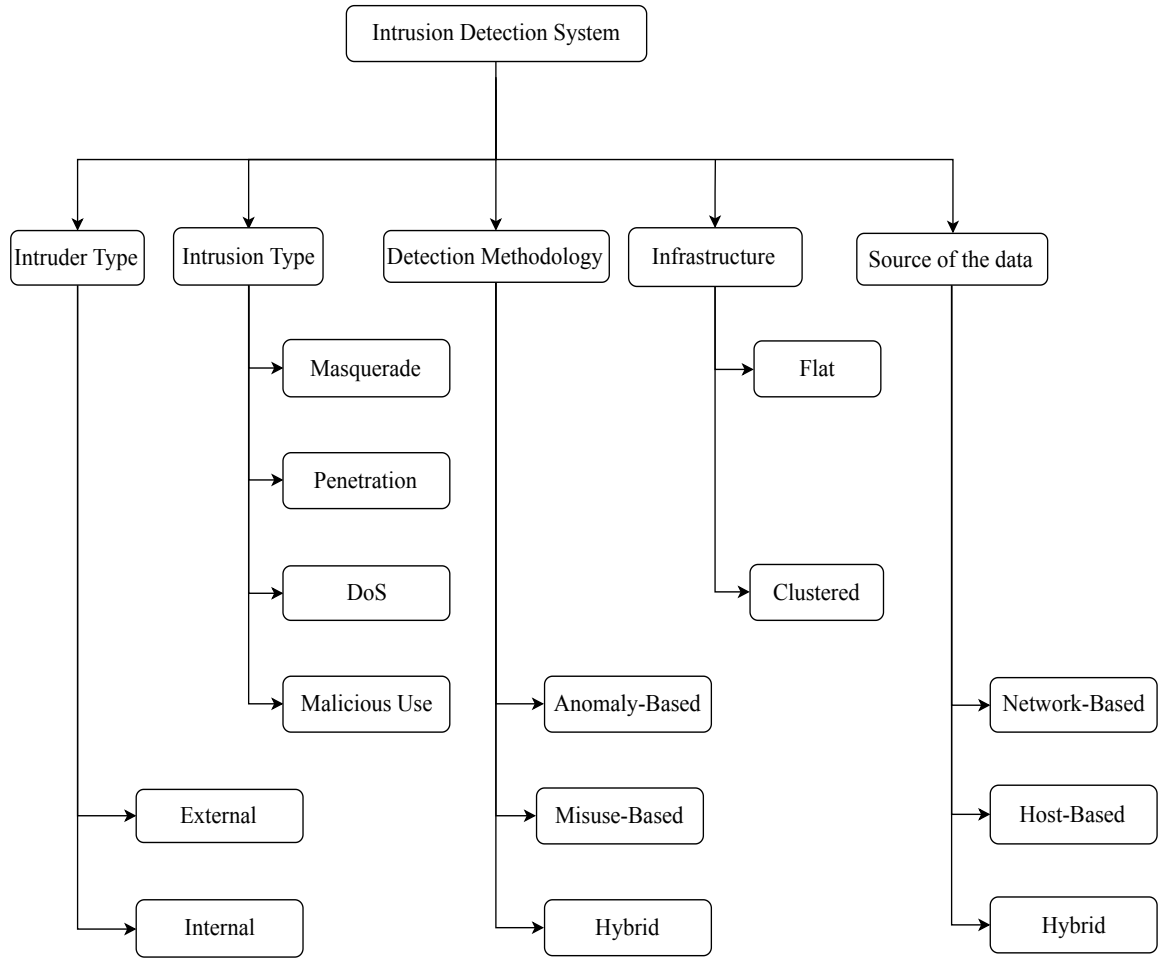 Intrusion Detection System
Intruder Type
Intrusion Type
Detection Methodology
Infrastructure
Source of the data
Masquerade
Flat
Penetration
DoS
Clustered
Malicious Use
Anomaly-Based
Network-Based
External
Misuse-Based
Host-Based
Internal
Hybrid
Hybrid